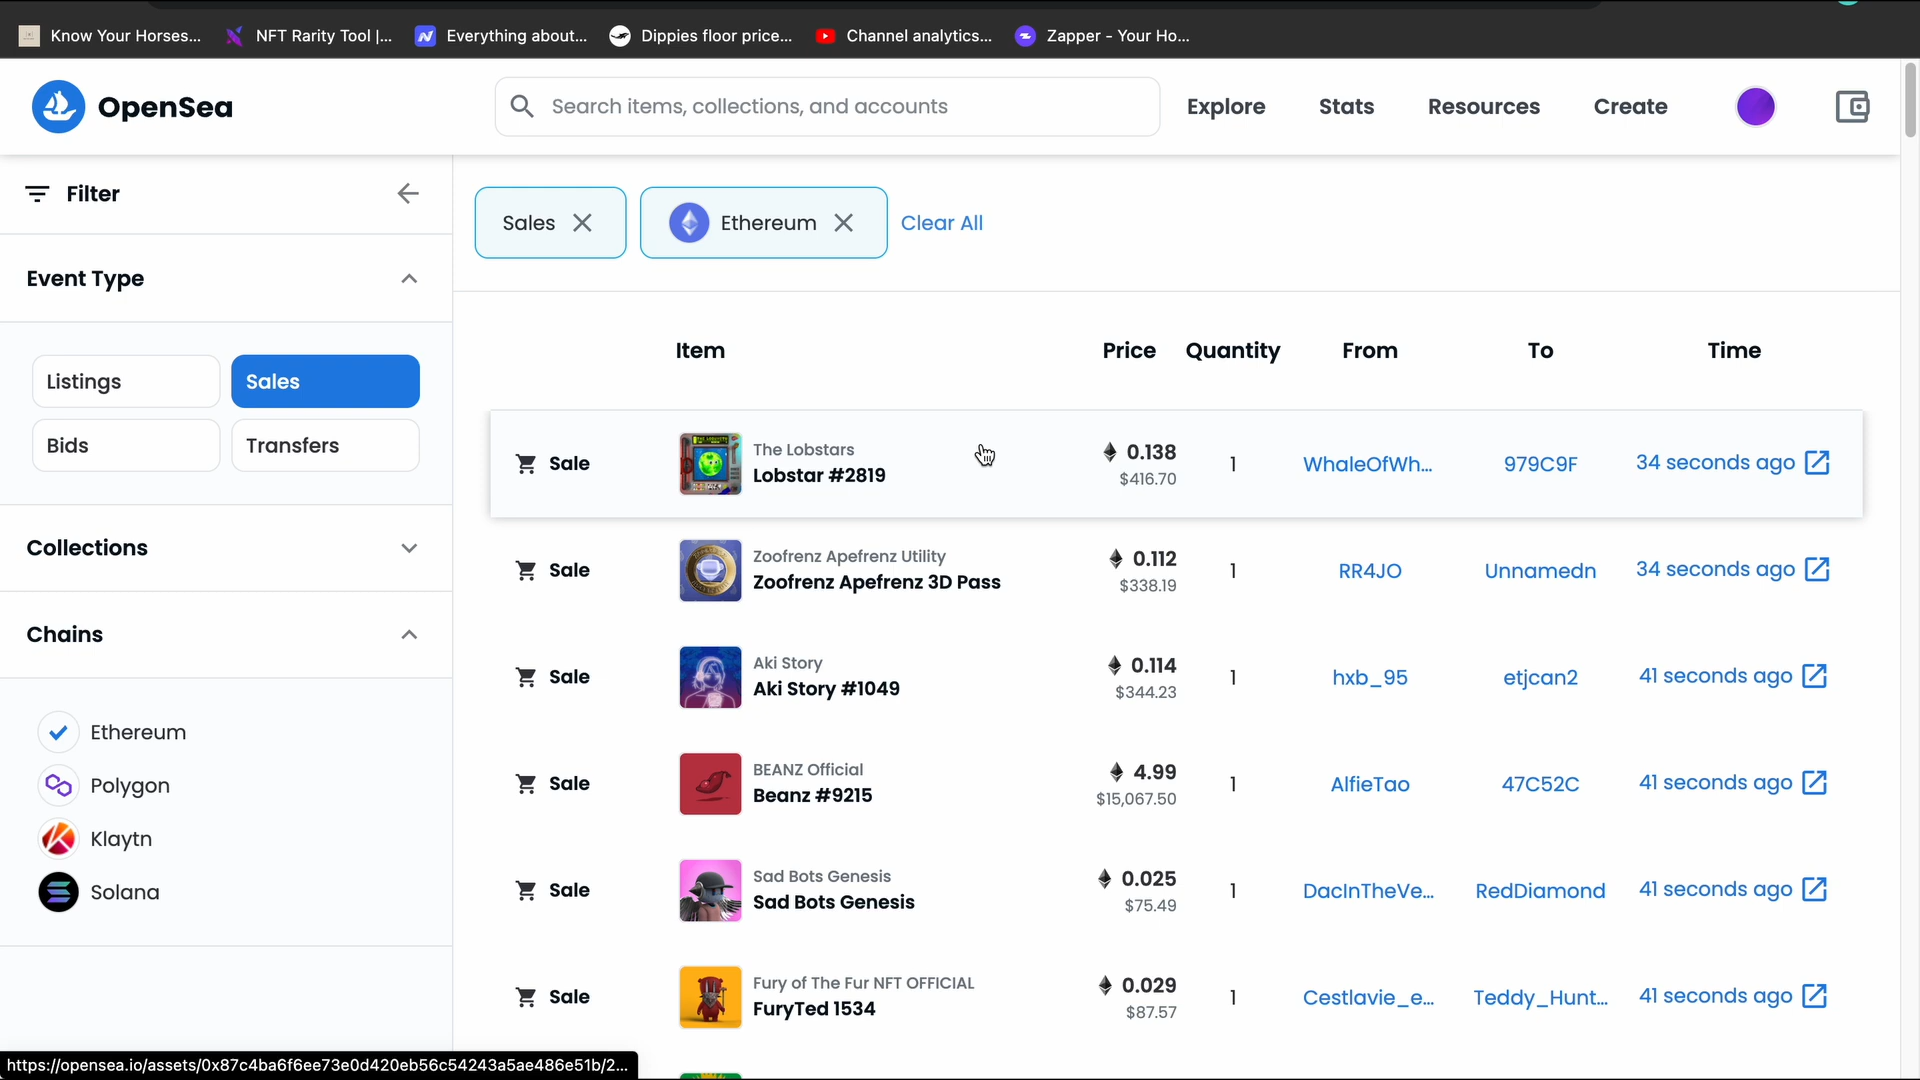 Know Your Horses... NFT Rarity Tool |... Everything about... Dippies floor price... Channel analytics... Zapper - Your Ho...
OpenSea Search items, collections, and accounts Explore Stats Resources Create
Filter
Sales Ethereum Clear All
Event Type
Listings Sales
Bids Transfers
Collections
Chains
Ethereum
Polygon
Klaytn
Solana
Item Price Quantity From To Time
Sale The Lobstars Lobstar #2819 0.138 $416.70 1 WhaleOfWh... 979C9F 34 seconds ago
Sale Zoofrenz Apefrenz Utility Zoofrenz Apefrenz 3D Pass 0.112 $338.19 1 RR4JO Unnamedn 34 seconds ago
Sale Aki Story Aki Story #1049 0.114 $344.23 1 hxb_95 etjcan2 41 seconds ago
Sale BEANZ Official Beanz #9215 4.99 $15,067.50 1 AlfieTao 47C52C 41 seconds ago
Sale Sad Bots Genesis Sad Bots Genesis 0.025 $75.49 1 DacInTheVe... RedDiamond 41 seconds ago
Sale Fury of The Fur NFT OFFICIAL FuryTed 1534 0.029 $87.57 1 Cestlavie_e... Teddy_Hunt... 41 seconds ago
https://opensea.io/assets/0x87c4ba6f6ee73e0d420eb56c54243a5ae486e51b/2...